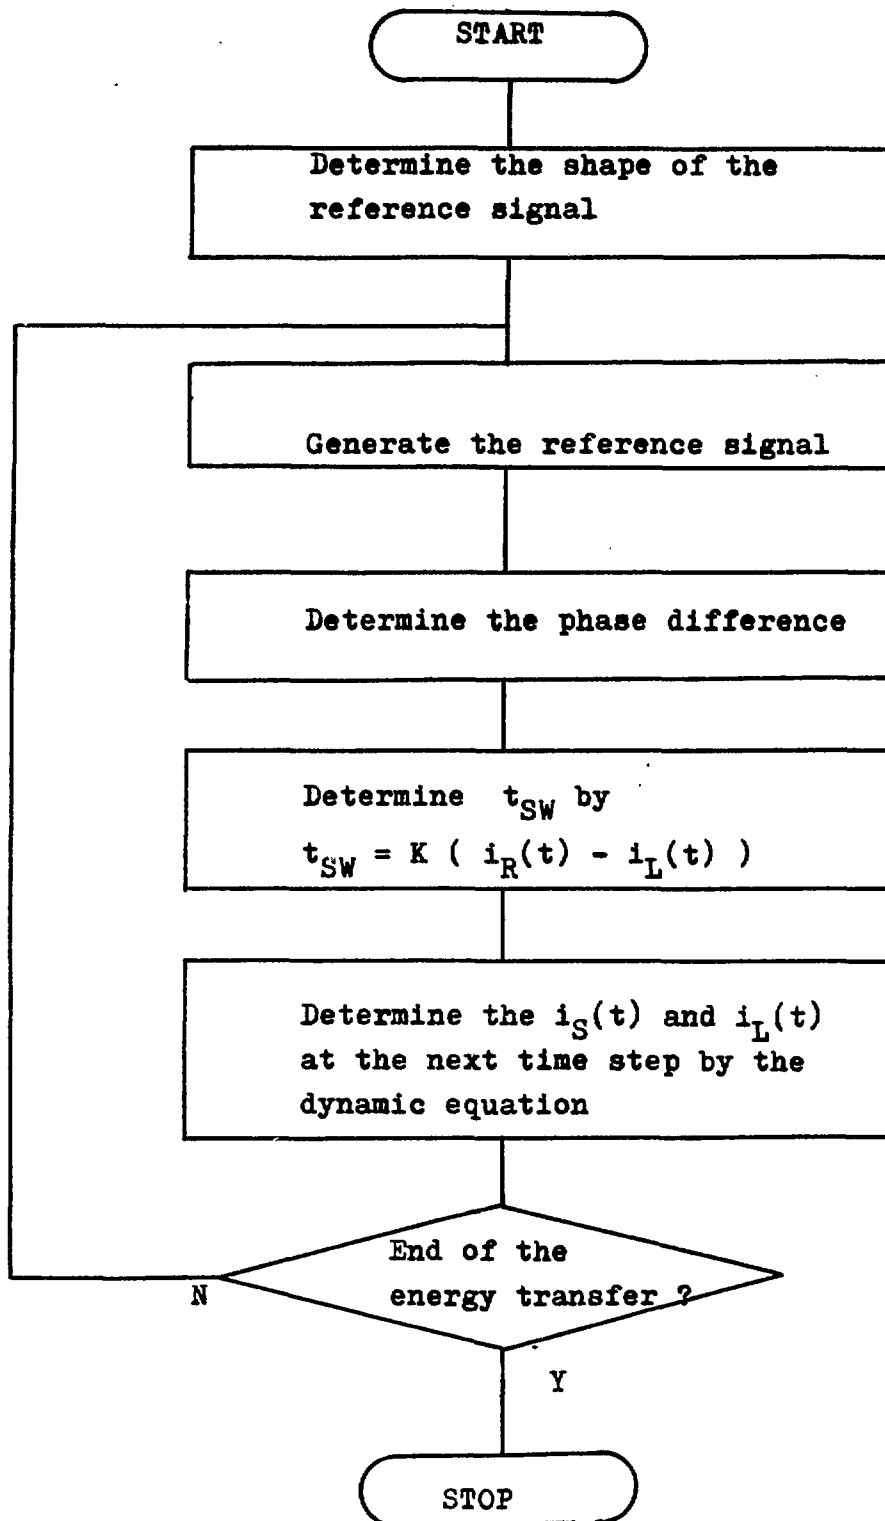 START
Determine the shape of the
reference signal
Generate the reference signal
Determine the phase difference
Determine t_SW by
t_SW = K ( i_R(t) - i_L(t) )
Determine the i_S(t) and i_L(t)
at the next time step by the
dynamic equation
End of the
energy transfer ?
N
Y
STOP